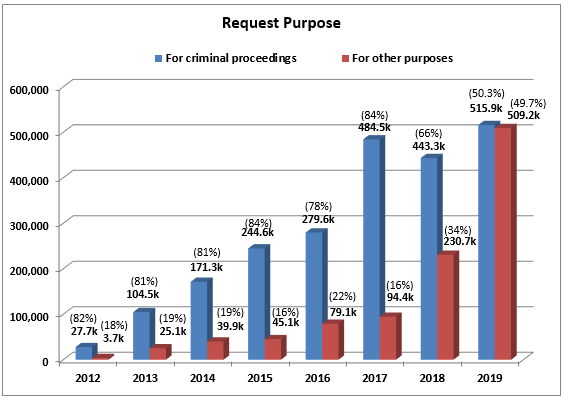 Request Purpose
For criminal proceedings
For other purposes
600,000
500,000
400,000
300,000
200,000
100,000
0
(82%)
27.7k
(18%)
3.7k
(81%)
104.5k
(19%)
25.1k
(81%)
171.3k
(19%)
39.9k
(84%)
244.6k
(16%)
45.1k
(78%)
279.6k
(22%)
79.1k
(84%)
484.5k
(16%)
94.4k
(66%)
443.3k
(34%)
230.7k
(50.3%)
515.9k
(49.7%)
509.2k
2012 2013 2014 2015 2016 2017 2018 2019